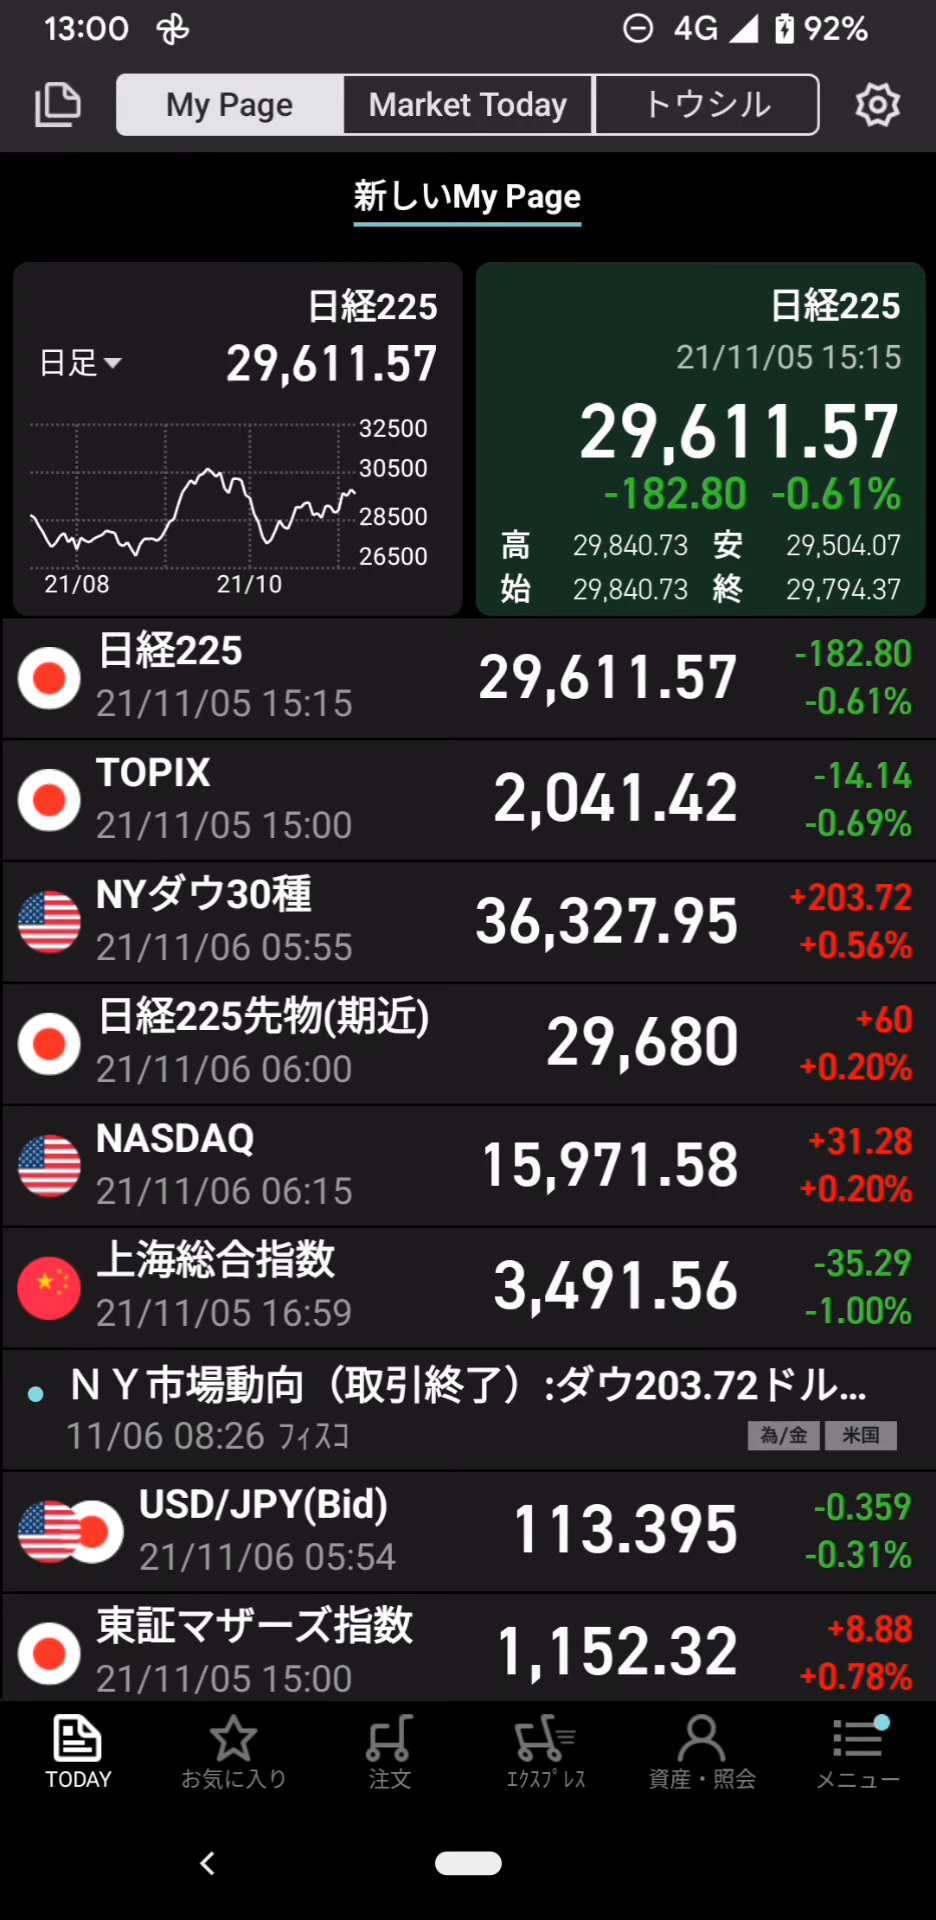 13:00 4G 92%
My Page Market Today トウシル
新しいMy Page
日経225
日足 29,611.57
32500
30500
28500
26500
21/08 21/10
日経225
21/11/05 15:15
29,611.57
-182.80 -0.61%
高 29,840.73 安 29,504.07
始 29,840.73 終 29,794.37
日経225 29,611.57 -182.80
21/11/05 15:15 -0.61%
TOPIX 2,041.42 -14.14
21/11/05 15:00 -0.69%
NYダウ30種 36,327.95 +203.72
21/11/06 05:55 +0.56%
日経225先物(期近) 29,680 +60
21/11/06 06:00 +0.20%
NASDAQ 15,971.58 +31.28
21/11/06 06:15 +0.20%
上海総合指数 3,491.56 -35.29
21/11/05 16:59 -1.00%
ＮＹ市場動向（取引終了）:ダウ203.72ドル...
11/06 08:26 ﾌｨｽｺ 為/金 米国
USD/JPY(Bid) 113.395 -0.359
21/11/06 05:54 -0.31%
東証マザーズ指数 1,152.32 +8.88
21/11/05 15:00 +0.78%
TODAY お気に入り 注文 ｴｸｽﾌﾟﾚｽ 資産・照会 メニュー